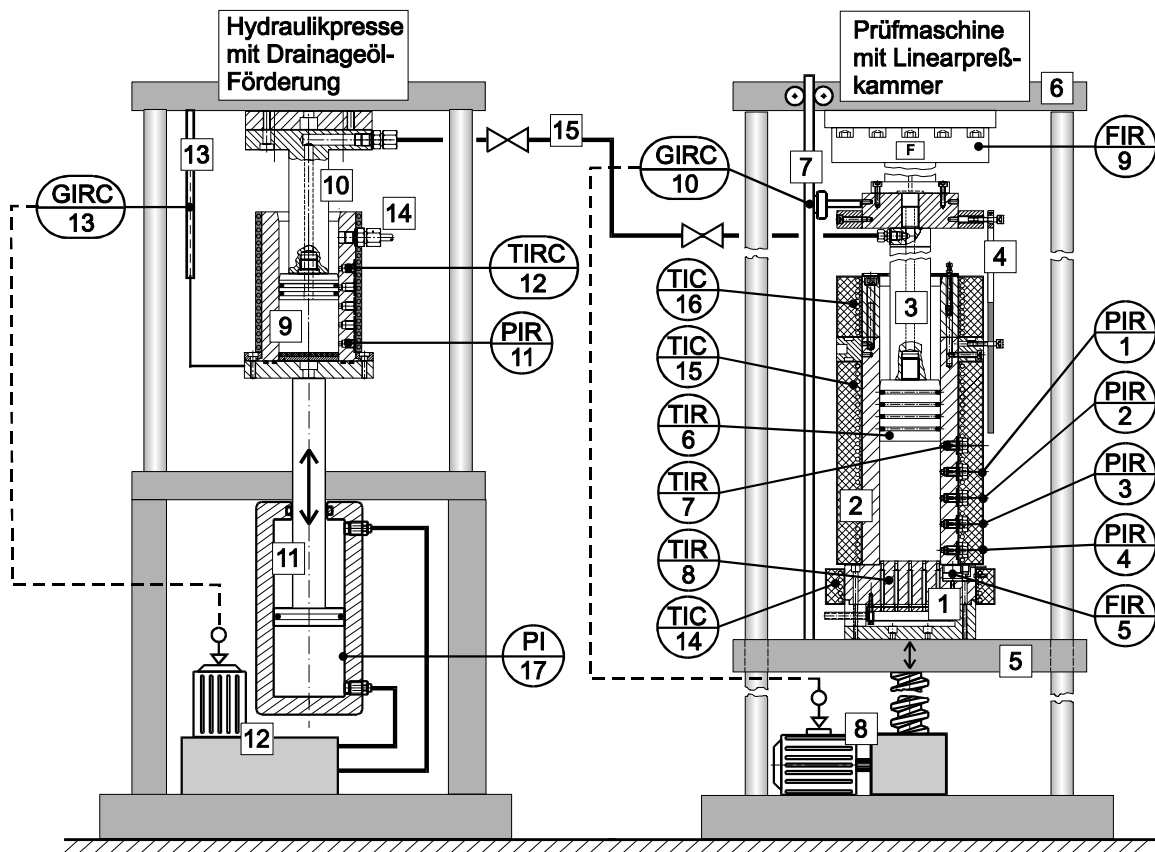 Hydraulikpresse
mit Drainageöl-
Förderung
Prüfmaschine
mit Linearpreß-
kammer
6
13
15
GIRC
10
F
FIR
9
7
10
14
GIRC
13
TIRC
12
4
TIC
16
3
9
PIR
11
PIR
1
TIC
15
PIR
2
TIR
6
PIR
3
TIR
7
2
PIR
4
11
TIR
8
1
FIR
5
TIC
14
PI
17
5
12
8